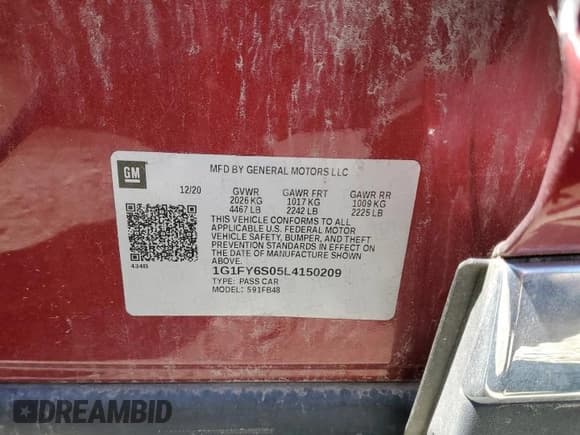 GM
MFD BY GENERAL MOTORS LLC
12/20 GVWR GAWR FRT GAWR RR
2026 KG 1017 KG 1009 KG
4467 LB 2242 LB 2225 LB
THIS VEHICLE CONFORMS TO ALL
APPLICABLE U.S. FEDERAL MOTOR
VEHICLE SAFETY, BUMPER, AND THEFT
PREVENTION STANDARDS IN EFFECT ON
THE DATE OF MANUFACTURE SHOWN
ABOVE.
4348
1G1FY6S05L4150209
TYPE: PASS CAR
MODEL: 591FB48
DREAMBID